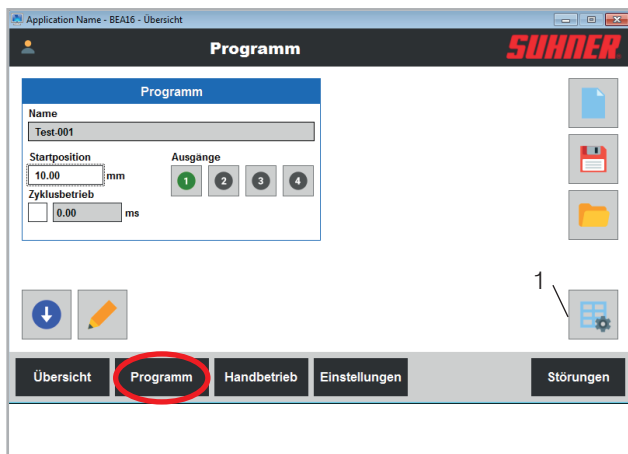 Application Name - BEA16 - Übersicht
Programm
SUHNER
Programm
Name
Test-001
Startposition
Ausgänge
10.00 mm
1 2 3 4
Zyklusbetrieb
0.00 ms
1
Übersicht Programm Handbetrieb Einstellungen Störungen